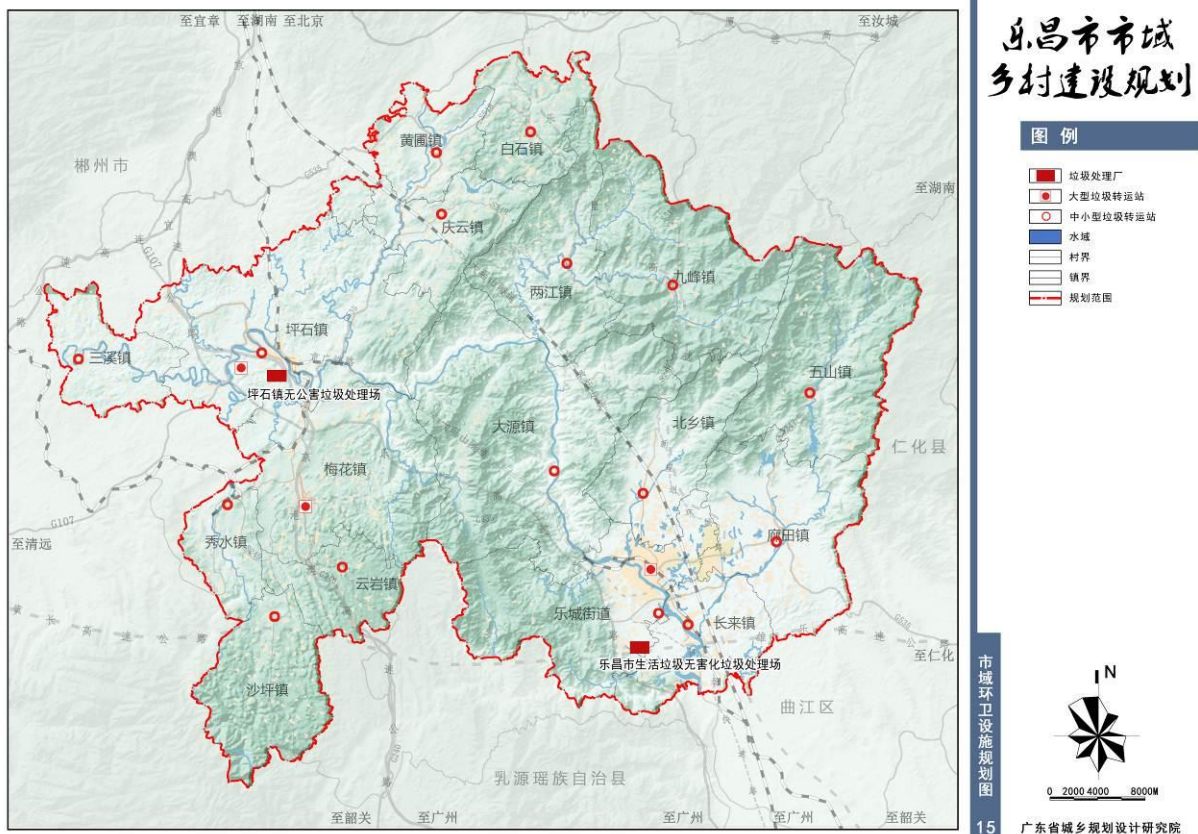 至宜章
至湖南
至北京
至汝城
郴州市
黄圃镇
白石镇
至湖南
庆云镇
G535
G107
两江镇
九峰镇
坪石镇
三溪镇
坪石镇无公害垃圾处理场
五山镇
大源镇
北乡镇
仁化县
梅花镇
G107
至清远
秀水镇
廊田镇
云岩镇
乐城街道
长来镇
G535
至仁化
乐昌市生活垃圾无害化垃圾处理场
沙坪镇
曲江区
乳源瑶族自治县
至韶关
至广州
至广州
至广州
至韶关
乐昌市市域
乡村建设规划
图 例
垃圾处理厂
大型垃圾转运站
中小型垃圾转运站
水域
村界
镇界
规划范围
市域环卫设施规划图
N
0 2000 4000 8000M
15
广东省城乡规划设计研究院